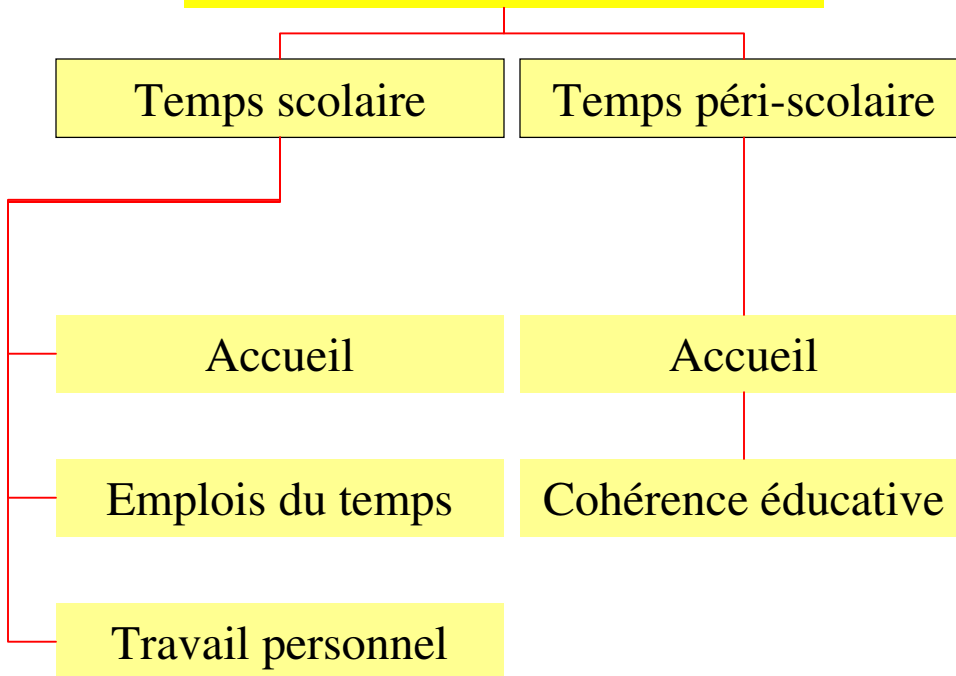 Temps scolaire
Temps péri-scolaire
Accueil
Accueil
Emplois du temps
Cohérence éducative
Travail personnel